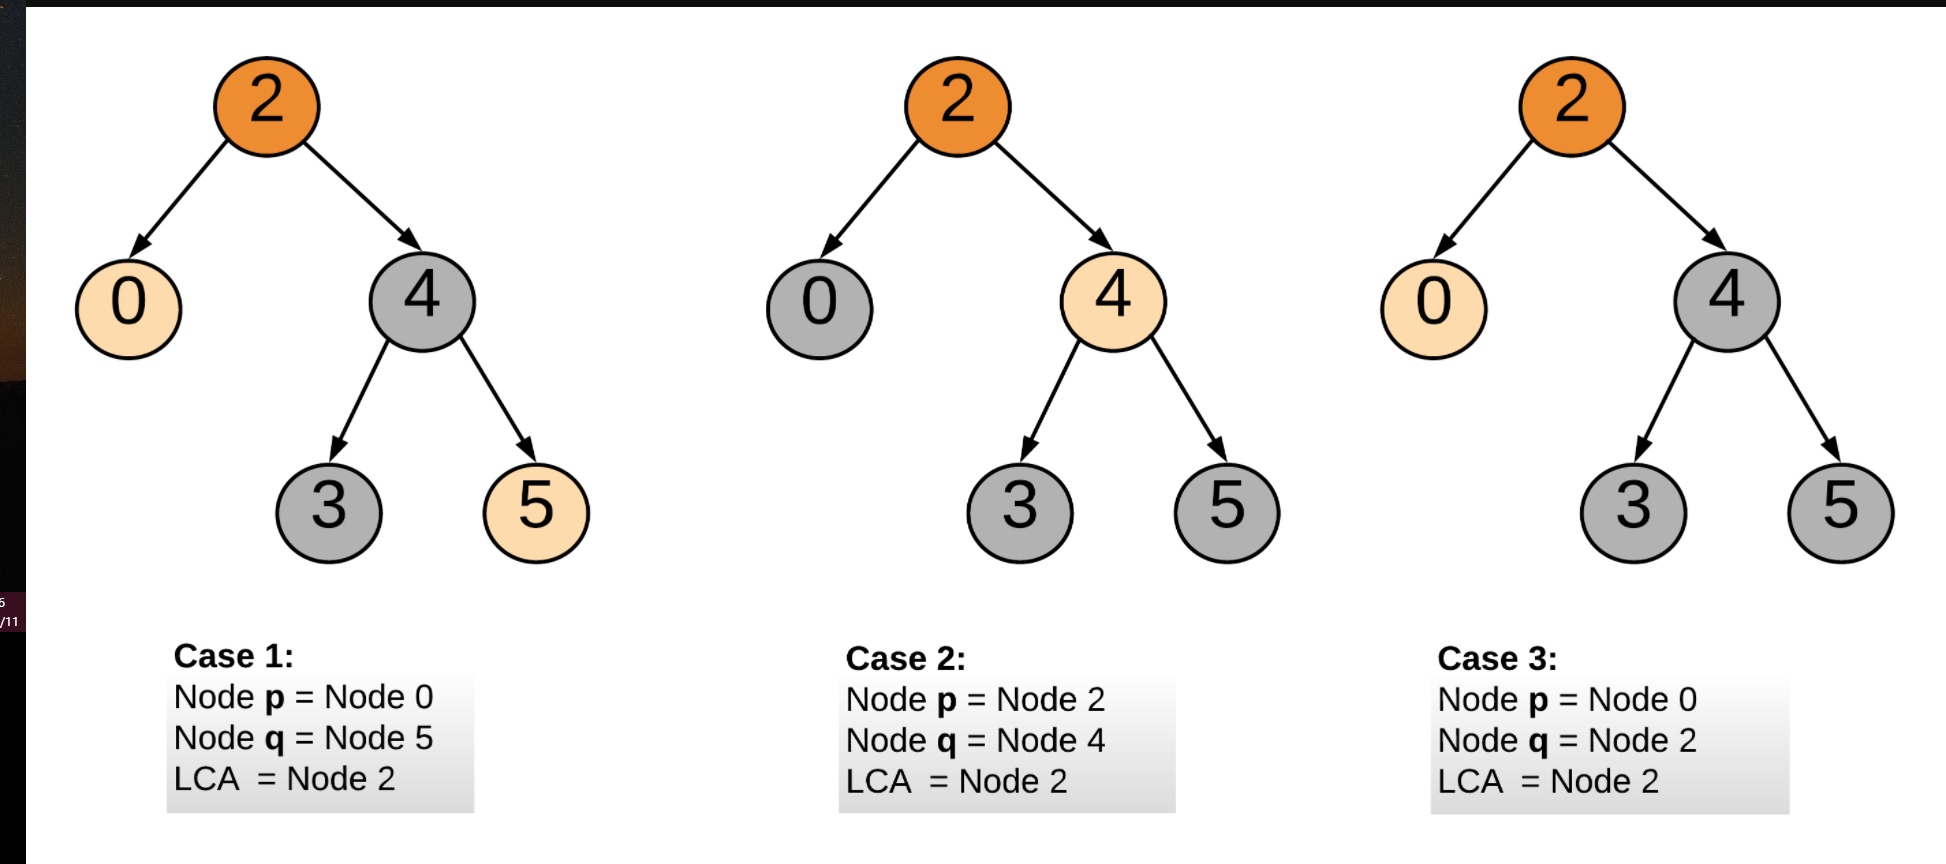 2
0
4
3
5
2
0
4
3
5
2
0
4
3
5
6
/11
Case 1:
Node p = Node 0
Node q = Node 5
LCA = Node 2
Case 2:
Node p = Node 2
Node q = Node 4
LCA = Node 2
Case 3:
Node p = Node 0
Node q = Node 2
LCA = Node 2